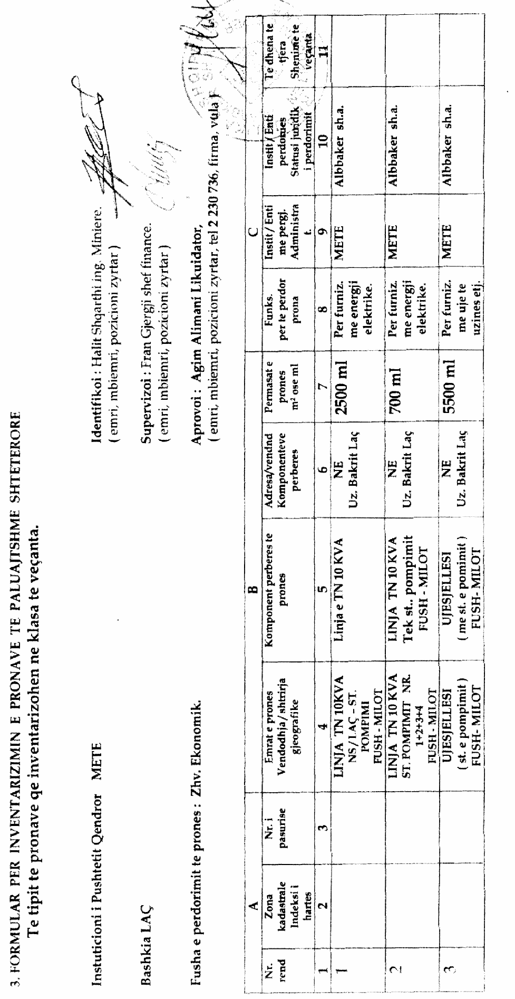 3. FORMULAR PER INVENTARIZIMIN E PRONAVE TE PALUAJTSHME SHTETERORE
Te tipit te pronave qe inventarizohen ne klasa te veçanta.
Instuticioni i Pushtetit Qendror METE
Identifikoi : Halit Shqarthi ing. Miniere.
( emri, mbiemri, pozicioni zyrtar )
Bashkia LAÇ
Supervizoi : Fran Gjergji shef finance.
( emri, mbiemri, pozicioni zyrtar )
Fusha e perdorimit te prones : Zhv. Ekonomik.
Aprovoi : Agim Alimani Likuidator,
( emri, mbiemri, pozicioni zyrtar, tel 2 230 736, firma, vula )
A B C
Nr. rend
Zona kadastrale Indeksi i hartes
Nr. i pasurise
Emrat e prones Vendodhja / shtrirja gjeografike
Komponent perberes te prones
Adresa/vendnd Komponenteve perberes
Permasat e prones m² ose ml
Funks. per te perdor prona
Instit / Enti me pergj. Administra t.
Instit / Enti perdorues Statusi juridik i perdorimit
Te dhena te tjera Shenime te veçanta
1 2 3 4 5 6 7 8 9 10 11
1
LINJA TN 10KVA
NS / LAÇ – ST.
POMPIMI
FUSH - MILOT
Linja e TN 10 KVA
NE
Uz. Bakrit Laç
2500 ml
Per furniz.
me energji
elektrike.
METE
Albbaker sh.a.
2
LINJA TN 10 KVA
ST. POMPIMIT NR.
1+2+3+4
FUSH - MILOT
LINJA TN 10 KVA
Tek st.. pompimit
FUSH - MILOT
NE
Uz. Bakrit Laç
700 ml
Per furniz.
me energji
elektrike.
METE
Albbaker sh.a.
3
UJESJELLESI
( st. e pompimit )
FUSH- MILOT
UJESJELLESI
( me st. e pomimit )
FUSH- MILOT
NE
Uz. Bakrit Laç
5500 ml
Per furniz.
me uje te
uzines etj.
METE
Albbaker sh.a.